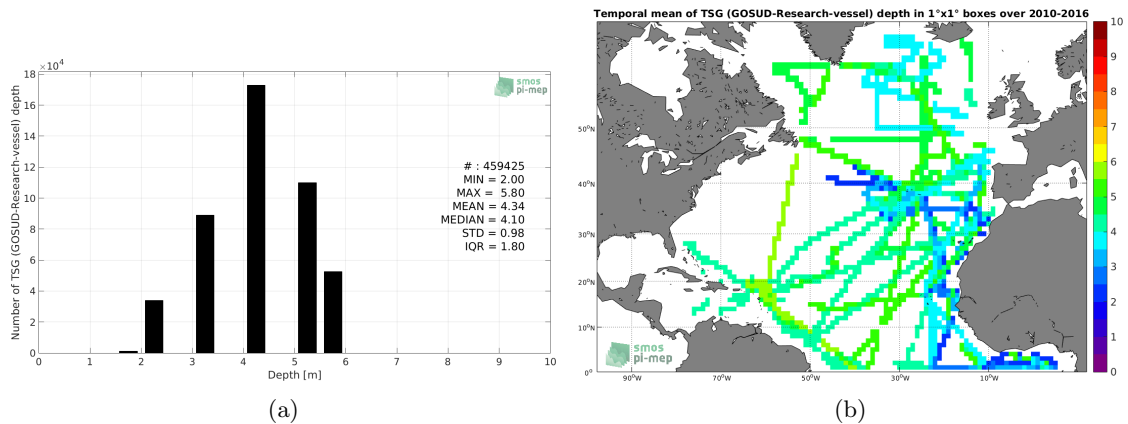 ×10⁴
18
16
14
12
10
8
6
4
2
0
Number of TSG (GOSUD-Research-vessel) depth
smos
pi-mep
# : 459425
MIN = 2.00
MAX = 5.80
MEAN = 4.34
MEDIAN = 4.10
STD = 0.98
IQR = 1.80
0 1 2 3 4 5 6 7 8 9 10
Depth [m]
(a)
Temporal mean of TSG (GOSUD-Research-vessel) depth in 1°x1° boxes over 2010-2016
50°N
40°N
30°N
20°N
10°N
0°
90°W 70°W 50°W 30°W 10°W
smos
pi-mep
10
9
8
7
6
5
4
3
2
1
0
(b)